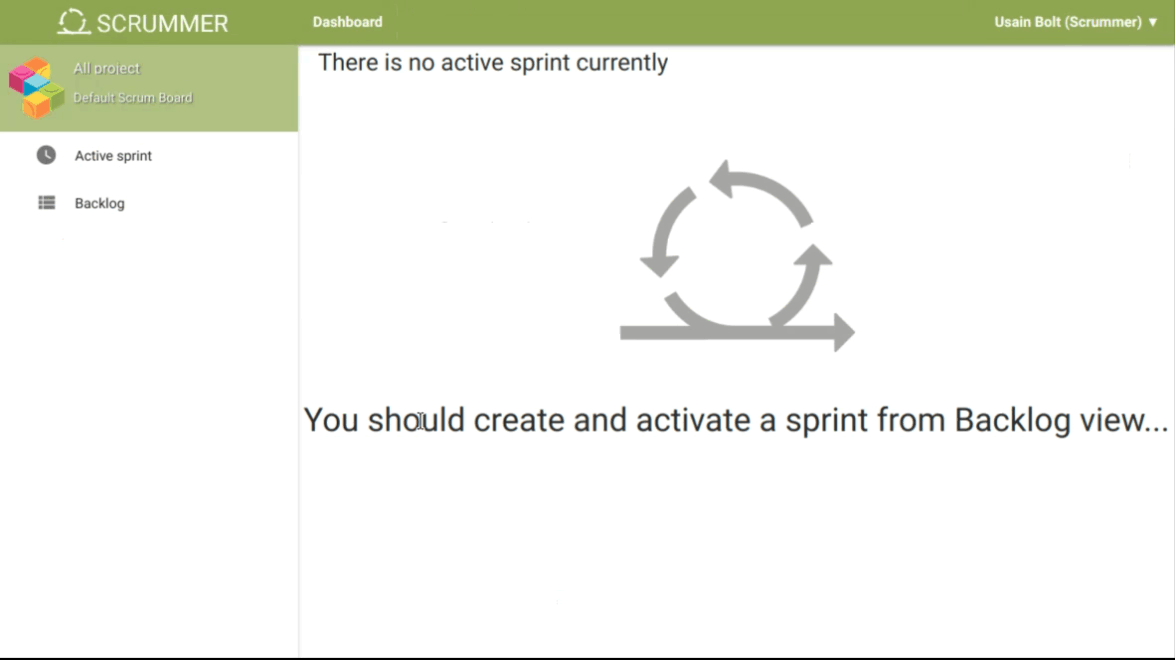 SCRUMMER
Dashboard
Usain Bolt (Scrummer) ▼
All project
Default Scrum Board
Active sprint
Backlog
There is no active sprint currently
You should create and activate a sprint from Backlog view...